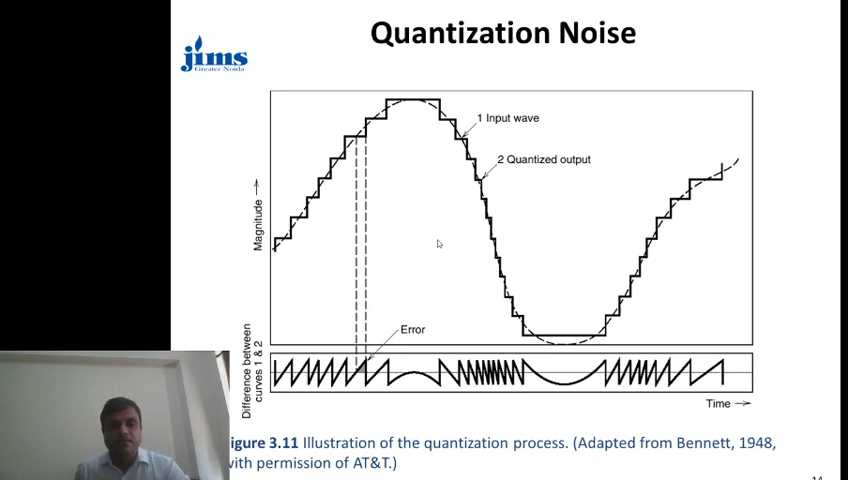 Quantization Noise
jims
Greater Noida
1 Input wave
2 Quantized output
Magnitude
Error
Difference between
curves 1 & 2
Time
igure 3.11 Illustration of the quantization process. (Adapted from Bennett, 1948,
with permission of AT&T.)
14